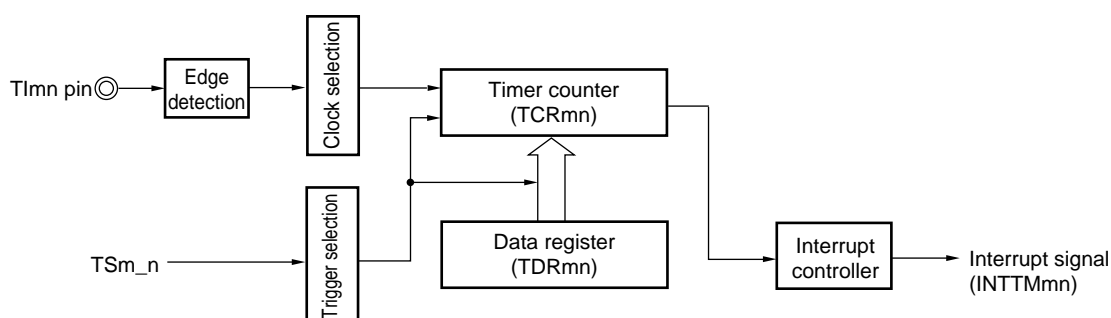 TImn pin
Edge
detection
Clock selection
Timer counter
(TCRmn)
TSm_n
Trigger selection
Data register
(TDRmn)
Interrupt
controller
Interrupt signal
(INTTMmn)